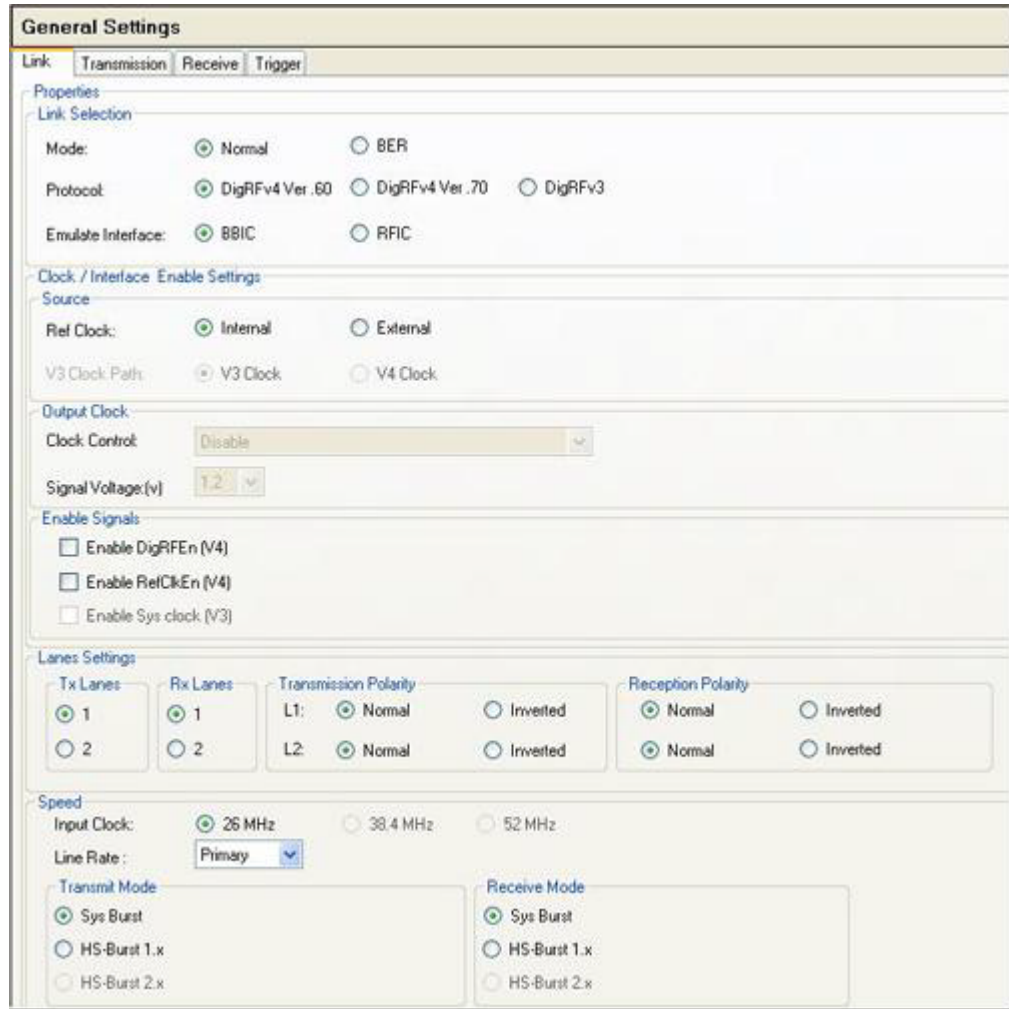 General Settings
Link Transmission Receive Trigger
Properties
Link Selection
Mode: Normal BER
Protocol: DigRFv4 Ver .60 DigRFv4 Ver .70 DigRFv3
Emulate Interface: BBIC RFIC
Clock / Interface Enable Settings
Source
Ref Clock: Internal External
V3 Clock Path: V3 Clock V4 Clock
Output Clock
Clock Control: Disable
Signal Voltage:(v) 1.2
Enable Signals
Enable DigRFEn (V4)
Enable RefClkEn (V4)
Enable Sys clock (V3)
Lanes Settings
Tx Lanes Rx Lanes Transmission Polarity Reception Polarity
1 1 L1: Normal Inverted Normal Inverted
2 2 L2: Normal Inverted Normal Inverted
Speed
Input Clock: 26 MHz 38.4 MHz 52 MHz
Line Rate : Primary
Transmit Mode Receive Mode
Sys Burst Sys Burst
HS-Burst 1.x HS-Burst 1.x
HS-Burst 2.x HS-Burst 2.x